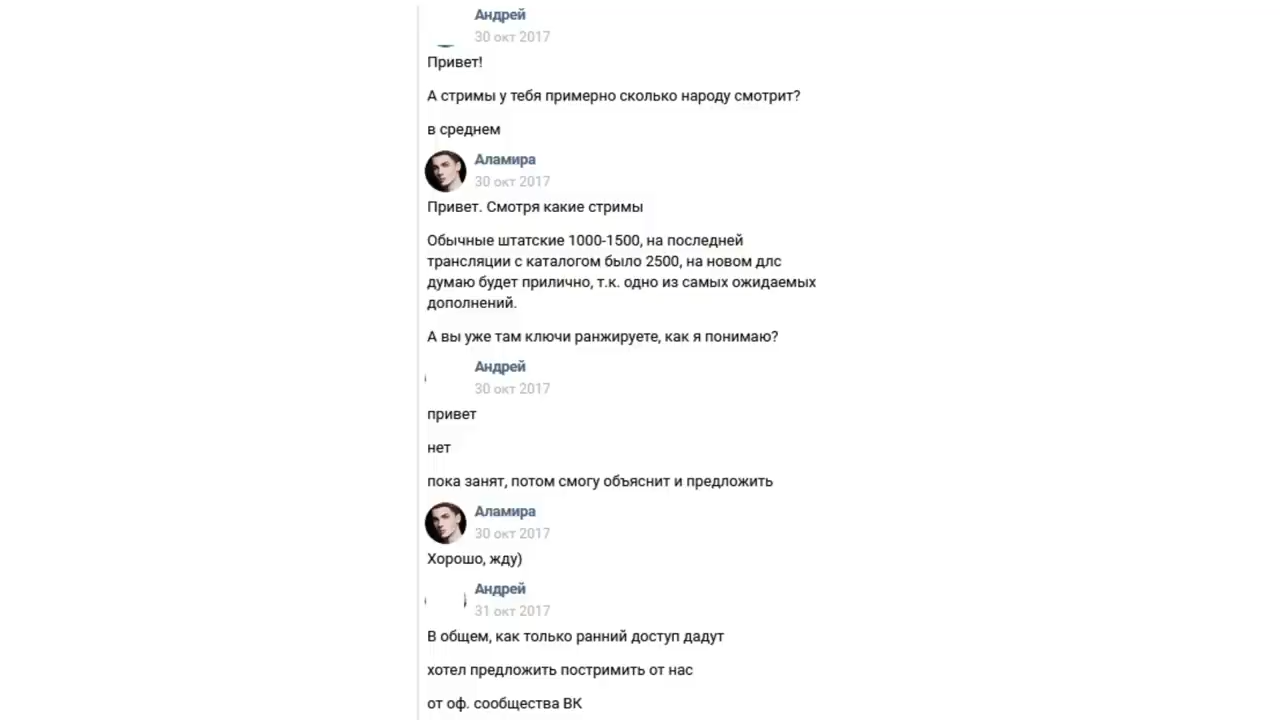 Андрей
30 окт 2017
Привет!
А стримы у тебя примерно сколько народу смотрит?
в среднем
Аламира
30 окт 2017
Привет. Смотря какие стримы
Обычные штатские 1000-1500, на последней
трансляции с каталогом было 2500, на новом длс
думаю будет прилично, т.к. одно из самых ожидаемых
дополнений.
А вы уже там ключи ранжируете, как я понимаю?
Андрей
30 окт 2017
привет
нет
пока занят, потом смогу объяснит и предложить
Аламира
30 окт 2017
Хорошо, жду)
Андрей
31 окт 2017
В общем, как только ранний доступ дадут
хотел предложить постримить от нас
от оф. сообщества ВК